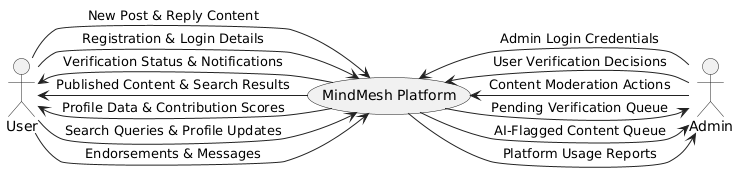 New Post & Reply Content
Registration & Login Details
Verification Status & Notifications
Published Content & Search Results
Profile Data & Contribution Scores
Search Queries & Profile Updates
Endorsements & Messages
User
MindMesh Platform
Admin Login Credentials
User Verification Decisions
Content Moderation Actions
Pending Verification Queue
AI-Flagged Content Queue
Platform Usage Reports
Admin